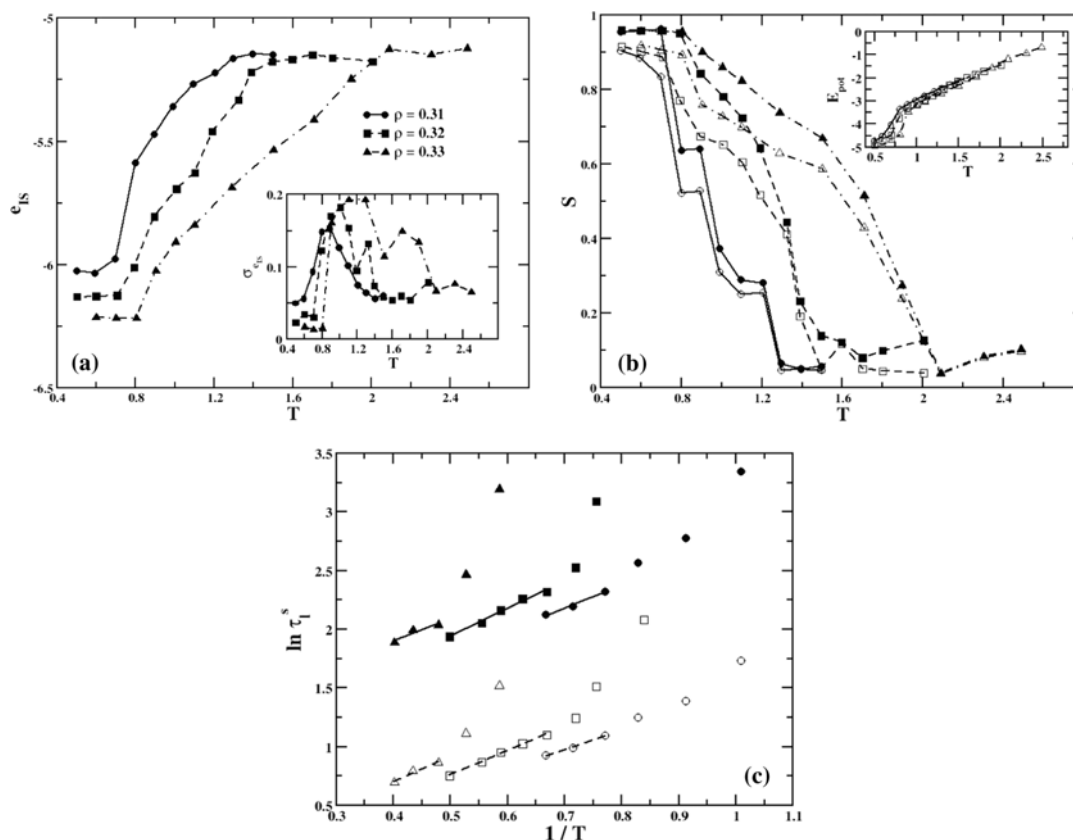 -5
-5.5
-6
-6.5
e_IS
(a)
ρ = 0.31
ρ = 0.32
ρ = 0.33
0.2
0.1
0
σ_e_IS
0.4 0.8 1.2 1.6 2 2.4
T
0.4 0.8 1.2 1.6 2 2.4
T
1
0.8
0.6
0.4
0.2
0
S
(b)
0
-1
-2
-3
-4
-5
E_pot
0.5 1 1.5 2 2.5
T
0.4 0.8 1.2 1.6 2 2.4
T
3.5
3
2.5
2
1.5
1
0.5
ln τ_l^s
(c)
0.3 0.4 0.5 0.6 0.7 0.8 0.9 1 1.1
1 / T